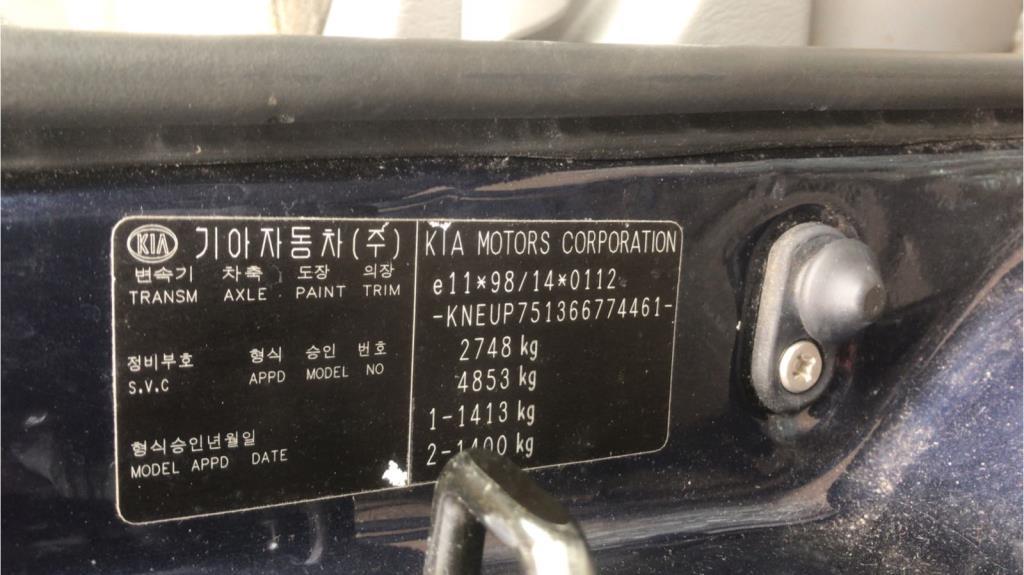 KIA 기아자동차(주)
변속기 차축 도장 의장
TRANSM AXLE PAINT TRIM
정비부호 형식 승인 번호
S.V.C APPD MODEL NO
형식승인년월일
MODEL APPD DATE
KIA MOTORS CORPORATION
e11*98/14*0112
-KNEUP751366774461-
2748 kg
4853 kg
1-1413 kg
2-1400 kg